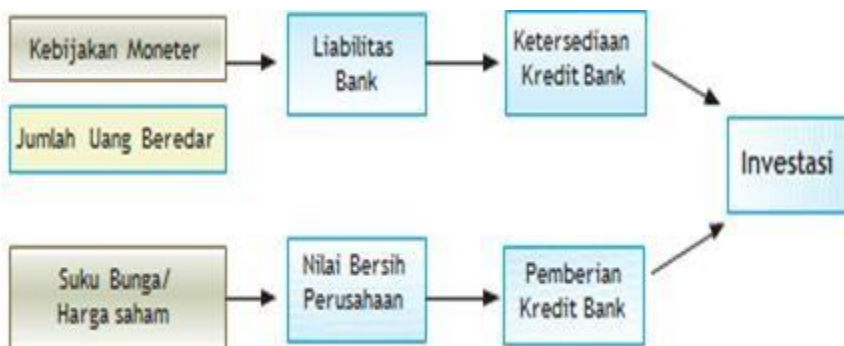 Kebijakan Moneter
Liabilitas
Bank
Ketersediaan
Kredit Bank
Jumlah Uang Beredar
Investasi
Suku Bunga/
Harga saham
Nilai Bersih
Perusahaan
Pemberian
Kredit Bank